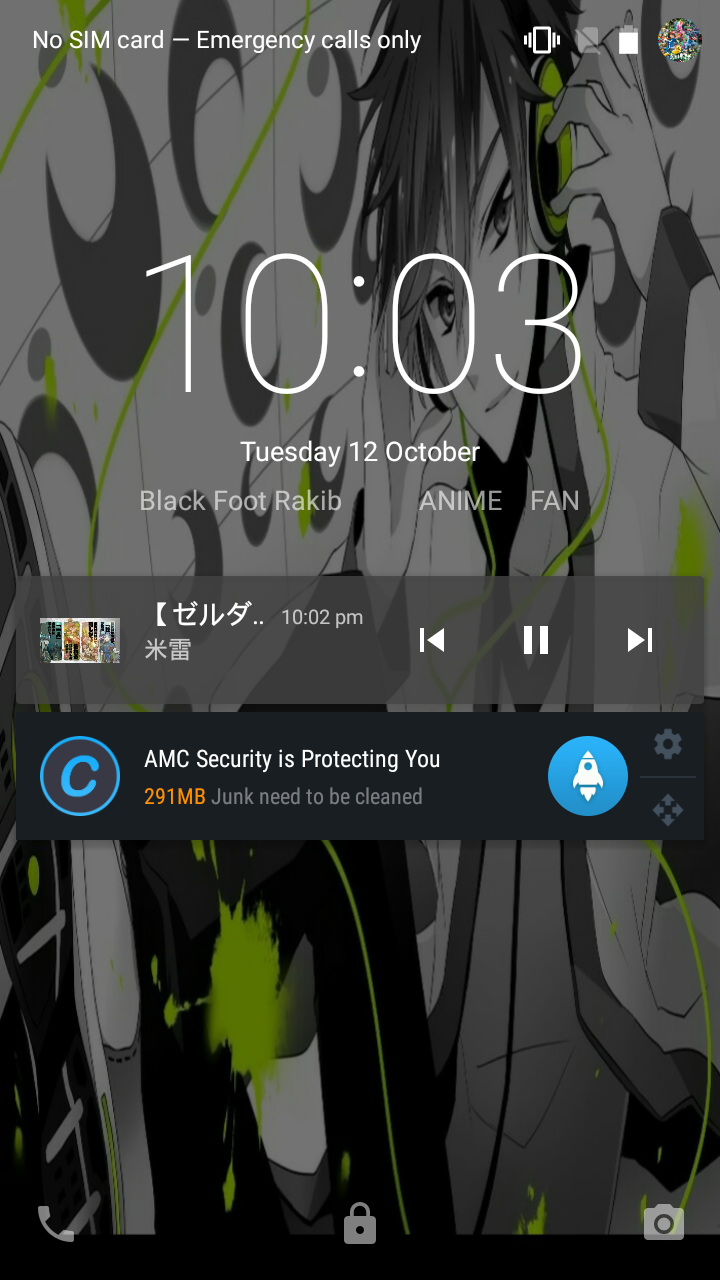 No SIM card — Emergency calls only
10:03
Tuesday 12 October
Black Foot Rakib ANIME FAN
【ゼルダ.. 10:02 pm
米雷
AMC Security is Protecting You
291MB Junk need to be cleaned